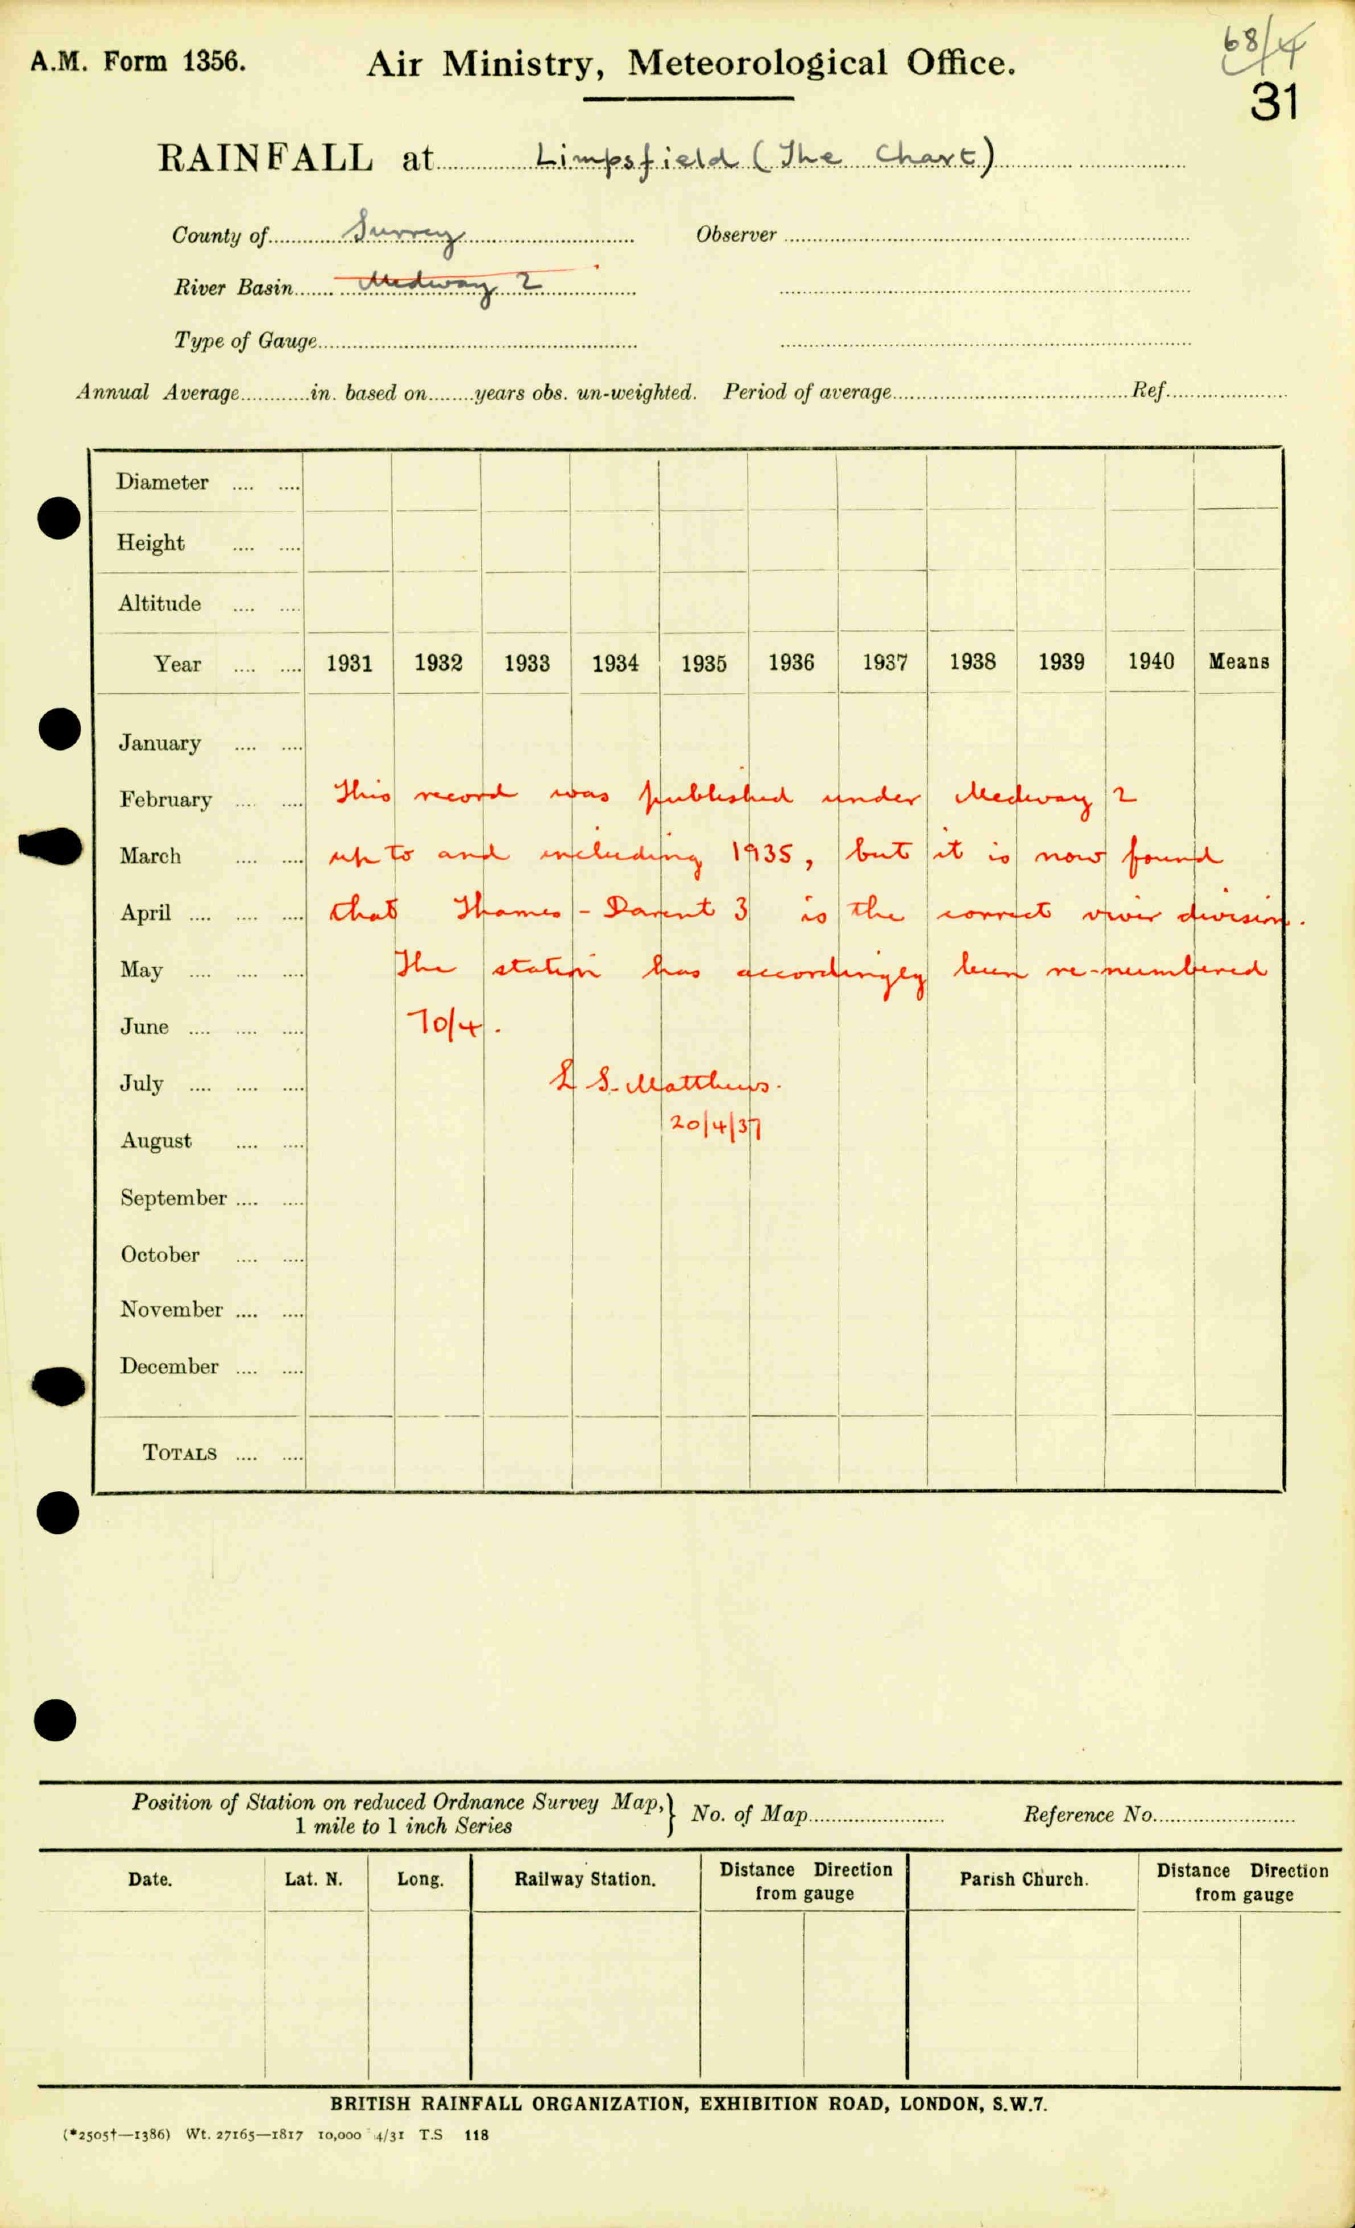 A.M. Form 1356.
Air Ministry, Meteorological Office.
68/4
31
RAINFALL at Limpsfield (The Chart)
County of Surrey
Observer
River Basin Medway 2
Type of Gauge
Annual Average in. based on years obs. un-weighted. Period of average Ref.
Diameter
Height
Altitude
Year 1931 1932 1933 1934 1935 1936 1937 1938 1939 1940 Means
January
February This record was published under Medway 2
March up to and including 1935, but it is now found
April that Thames - Darent 3 is the correct river division.
May The station has accordingly been re-numbered
June 70/4.
July L S. Matthews.
20/4/37
August
September
October
November
December
TOTALS
Position of Station on reduced Ordnance Survey Map, } No. of Map Reference No.
1 mile to 1 inch Series
Date. Lat. N. Long. Railway Station. Distance Direction from gauge Parish Church. Distance Direction from gauge
BRITISH RAINFALL ORGANIZATION, EXHIBITION ROAD, LONDON, S.W.7.
(*2505†—1386) Wt. 27165—1817 10,000 4/31 T.S 118